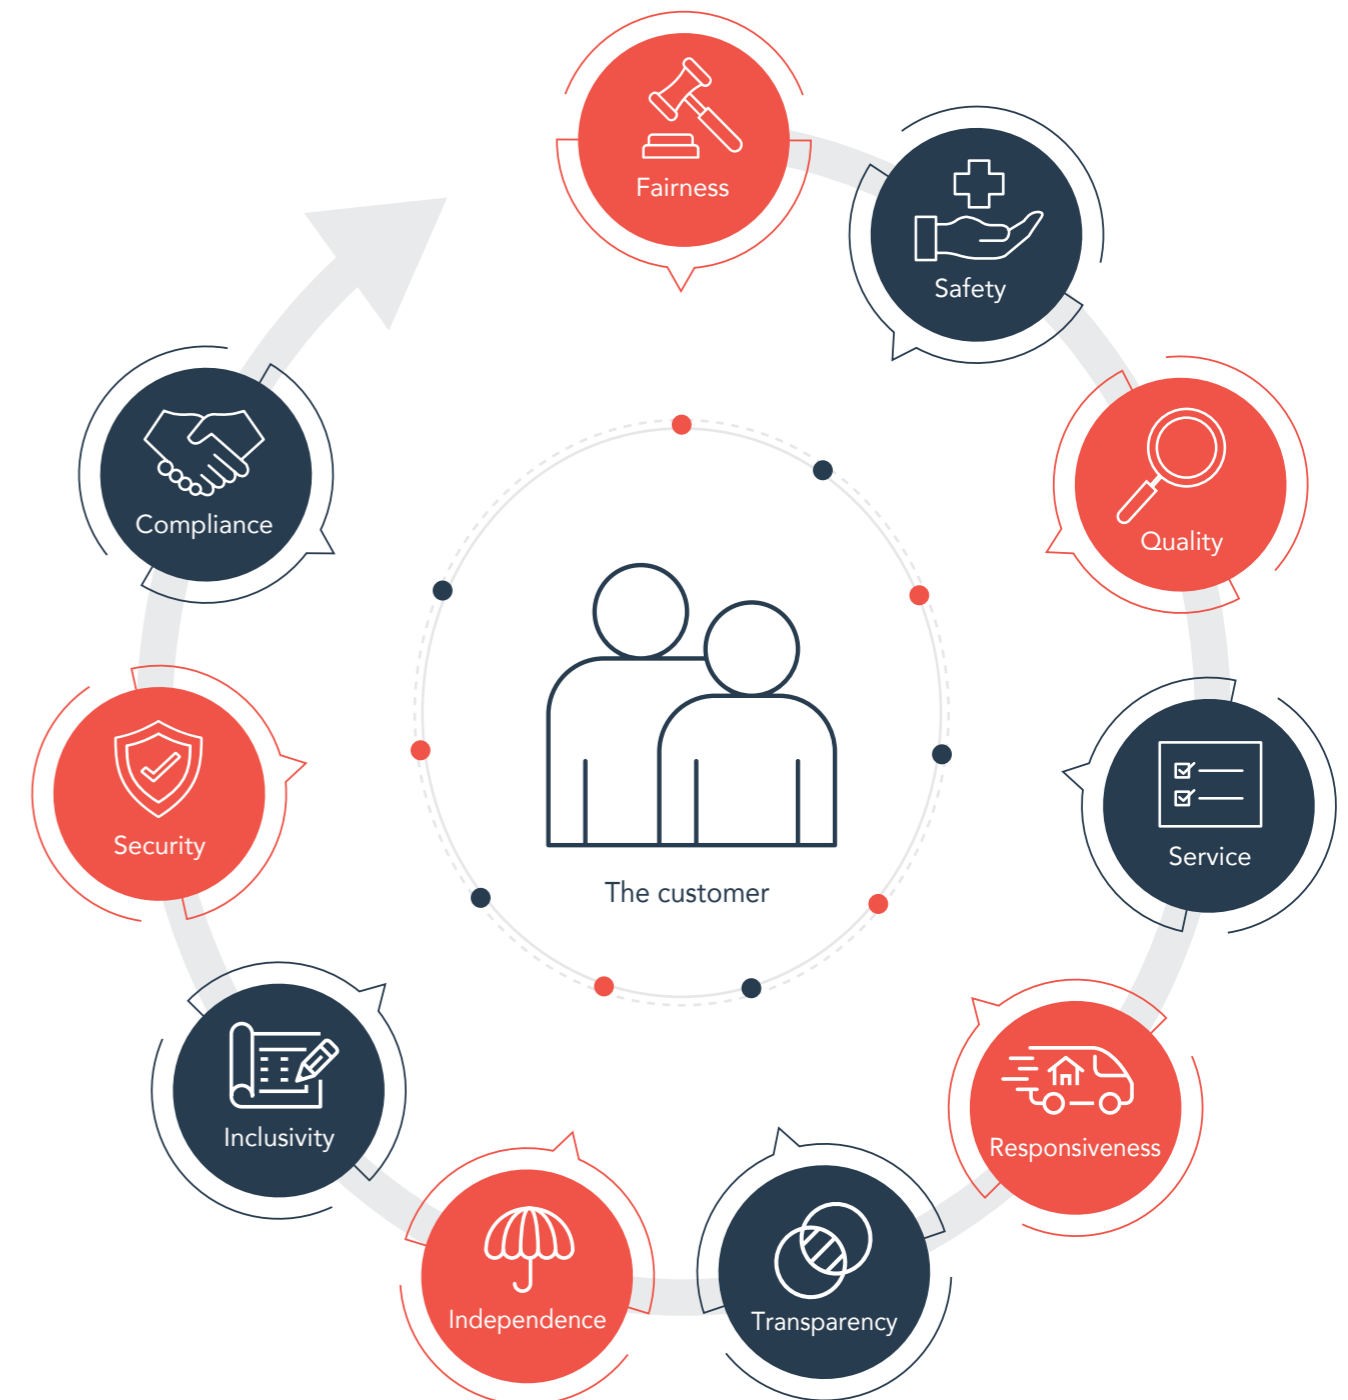 Fairness
Safety
Quality
Service
Responsiveness
Transparency
Independence
Inclusivity
Security
Compliance
The customer